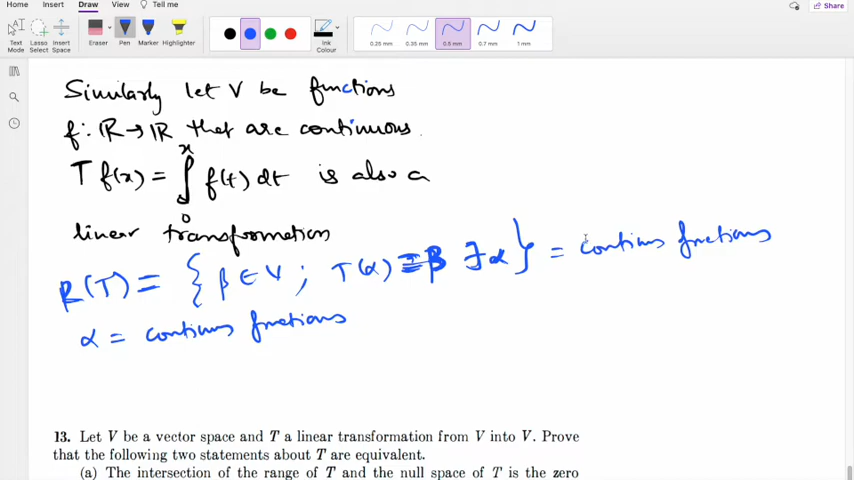 Home Insert Draw View Tell me Share
Text Mode Lasso Select Insert Space Eraser Pen Marker Highlighter Ink Colour 0.25 mm 0.35 mm 0.5 mm 0.7 mm 1 mm
Similarly let V be functions
f: ℝ → ℝ that are continuous.
T f(x) = ∫₀ˣ f(t) dt is also a
linear transformation
R(T) = { β ∈ V ; T(α) = β ∃ α } = continus functions
α = continus functions
13. Let V be a vector space and T a linear transformation from V into V. Prove
that the following two statements about T are equivalent.
(a) The intersection of the range of T and the null space of T is the zero